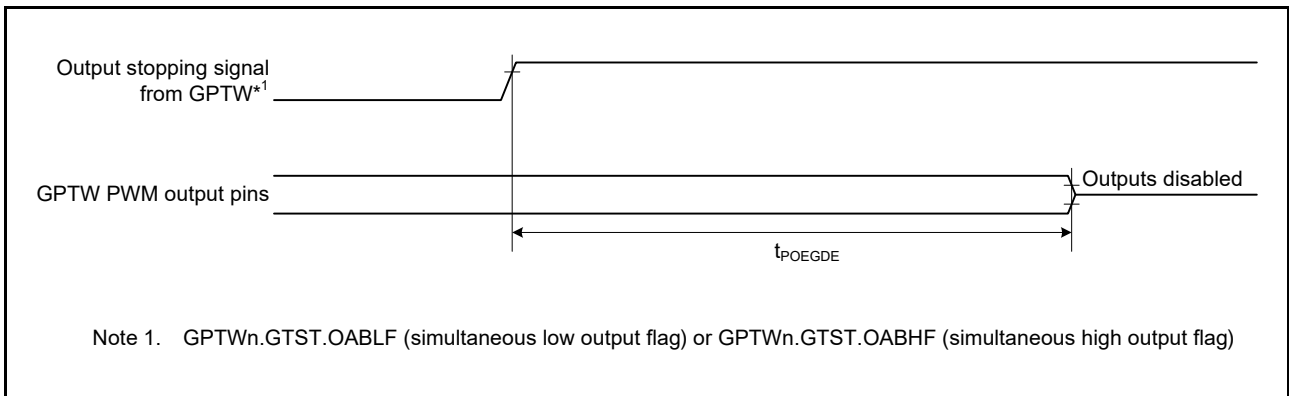 Output stopping signal
from GPTW*1
GPTW PWM output pins
Outputs disabled
tPOEGDE
Note 1. GPTWn.GTST.OABLF (simultaneous low output flag) or GPTWn.GTST.OABHF (simultaneous high output flag)